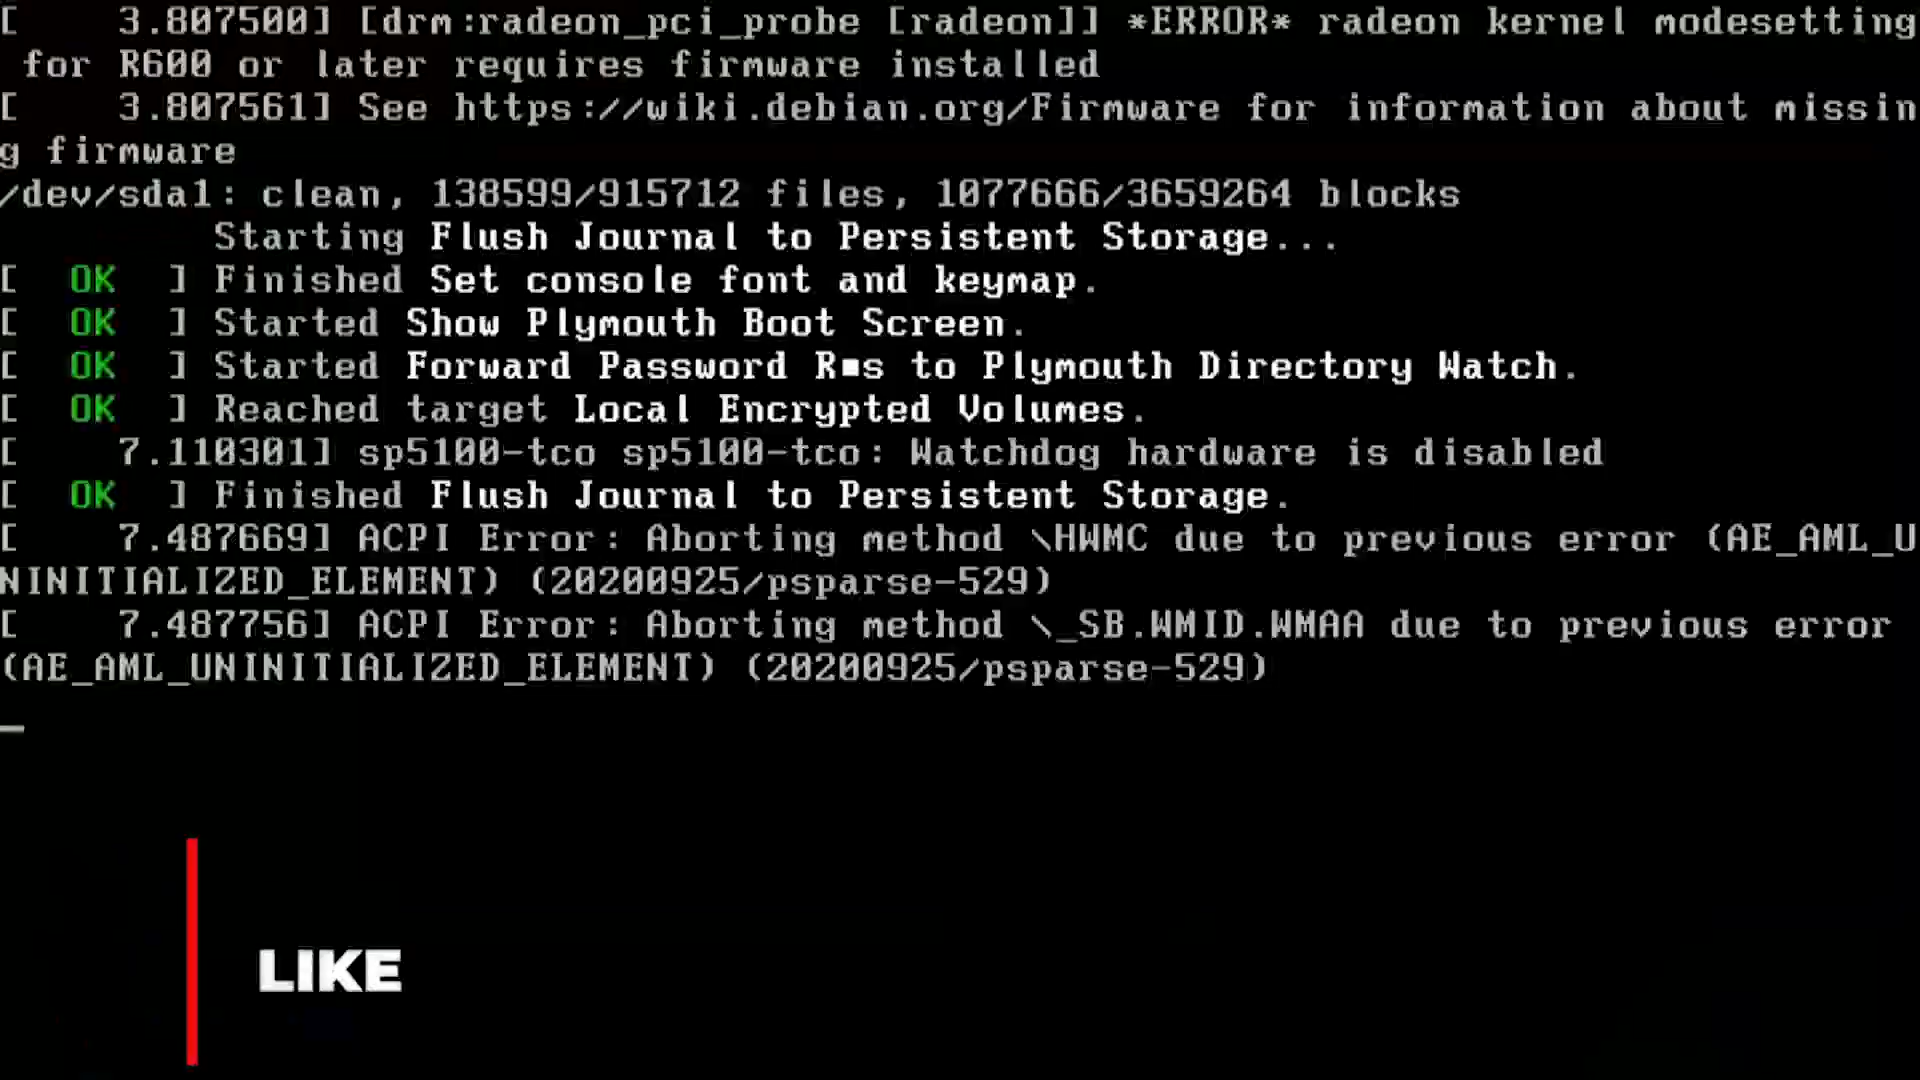 [    3.807500] [drm:radeon_pci_probe [radeon]] *ERROR* radeon kernel modesetting
for R600 or later requires firmware installed
[    3.807561] See https://wiki.debian.org/Firmware for information about missin
g firmware
/dev/sda1: clean, 138599/915712 files, 1077666/3659264 blocks
         Starting Flush Journal to Persistent Storage...
[  OK  ] Finished Set console font and keymap.
[  OK  ] Started Show Plymouth Boot Screen.
[  OK  ] Started Forward Password R■s to Plymouth Directory Watch.
[  OK  ] Reached target Local Encrypted Volumes.
[    7.110301] sp5100-tco sp5100-tco: Watchdog hardware is disabled
[  OK  ] Finished Flush Journal to Persistent Storage.
[    7.487669] ACPI Error: Aborting method \HWMC due to previous error (AE_AML_U
NINITIALIZED_ELEMENT) (20200925/psparse-529)
[    7.487756] ACPI Error: Aborting method \_SB.WMID.WMAA due to previous error
(AE_AML_UNINITIALIZED_ELEMENT) (20200925/psparse-529)
_
LIKE